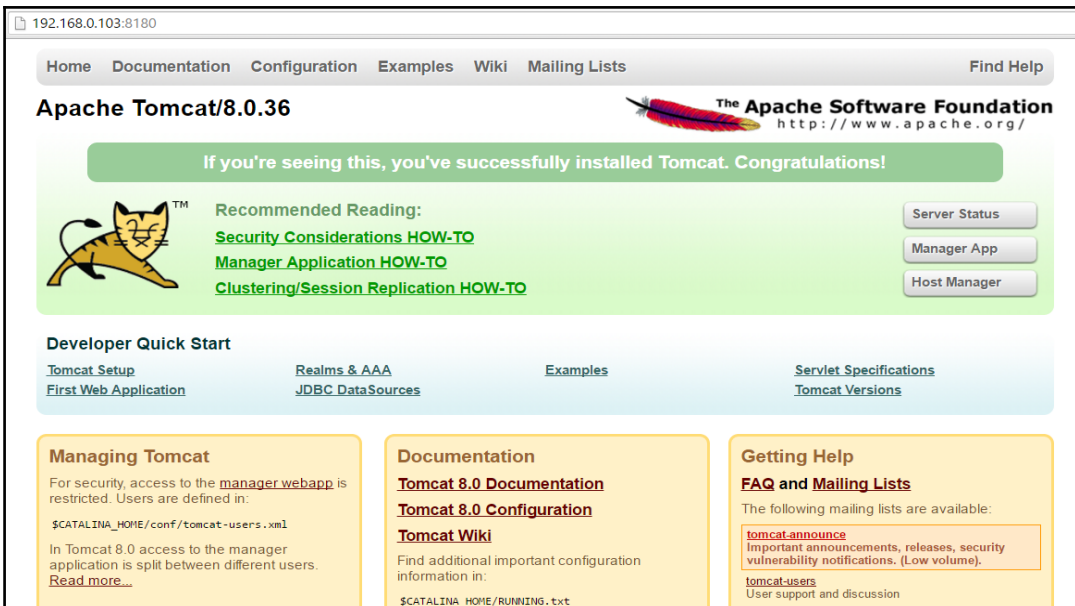 192.168.0.103:8180
Home Documentation Configuration Examples Wiki Mailing Lists Find Help
Apache Tomcat/8.0.36
The Apache Software Foundation
http://www.apache.org/
If you're seeing this, you've successfully installed Tomcat. Congratulations!
TM
Recommended Reading:
Security Considerations HOW-TO
Manager Application HOW-TO
Clustering/Session Replication HOW-TO
Server Status
Manager App
Host Manager
Developer Quick Start
Tomcat Setup
First Web Application
Realms & AAA
JDBC DataSources
Examples
Servlet Specifications
Tomcat Versions
Managing Tomcat
For security, access to the manager webapp is
restricted. Users are defined in:
$CATALINA_HOME/conf/tomcat-users.xml
In Tomcat 8.0 access to the manager
application is split between different users.
Read more...
Documentation
Tomcat 8.0 Documentation
Tomcat 8.0 Configuration
Tomcat Wiki
Find additional important configuration
information in:
$CATALINA_HOME/RUNNING.txt
Getting Help
FAQ and Mailing Lists
The following mailing lists are available:
tomcat-announce
Important announcements, releases, security
vulnerability notifications. (Low volume).
tomcat-users
User support and discussion